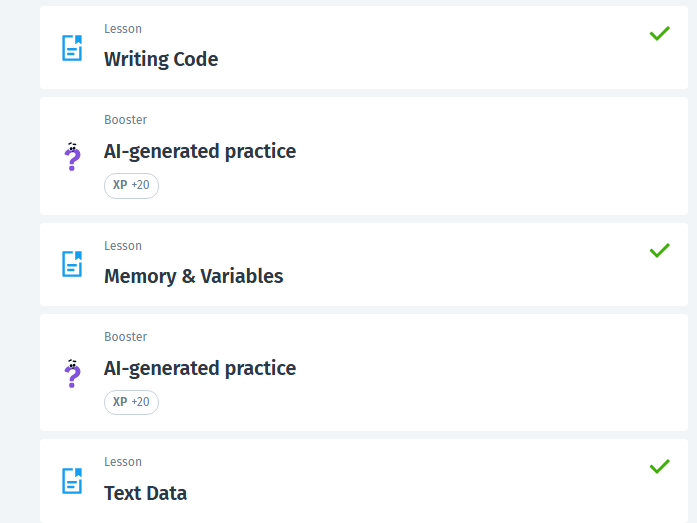 Lesson
Writing Code
Booster
AI-generated practice
XP +20
Lesson
Memory & Variables
Booster
AI-generated practice
XP +20
Lesson
Text Data